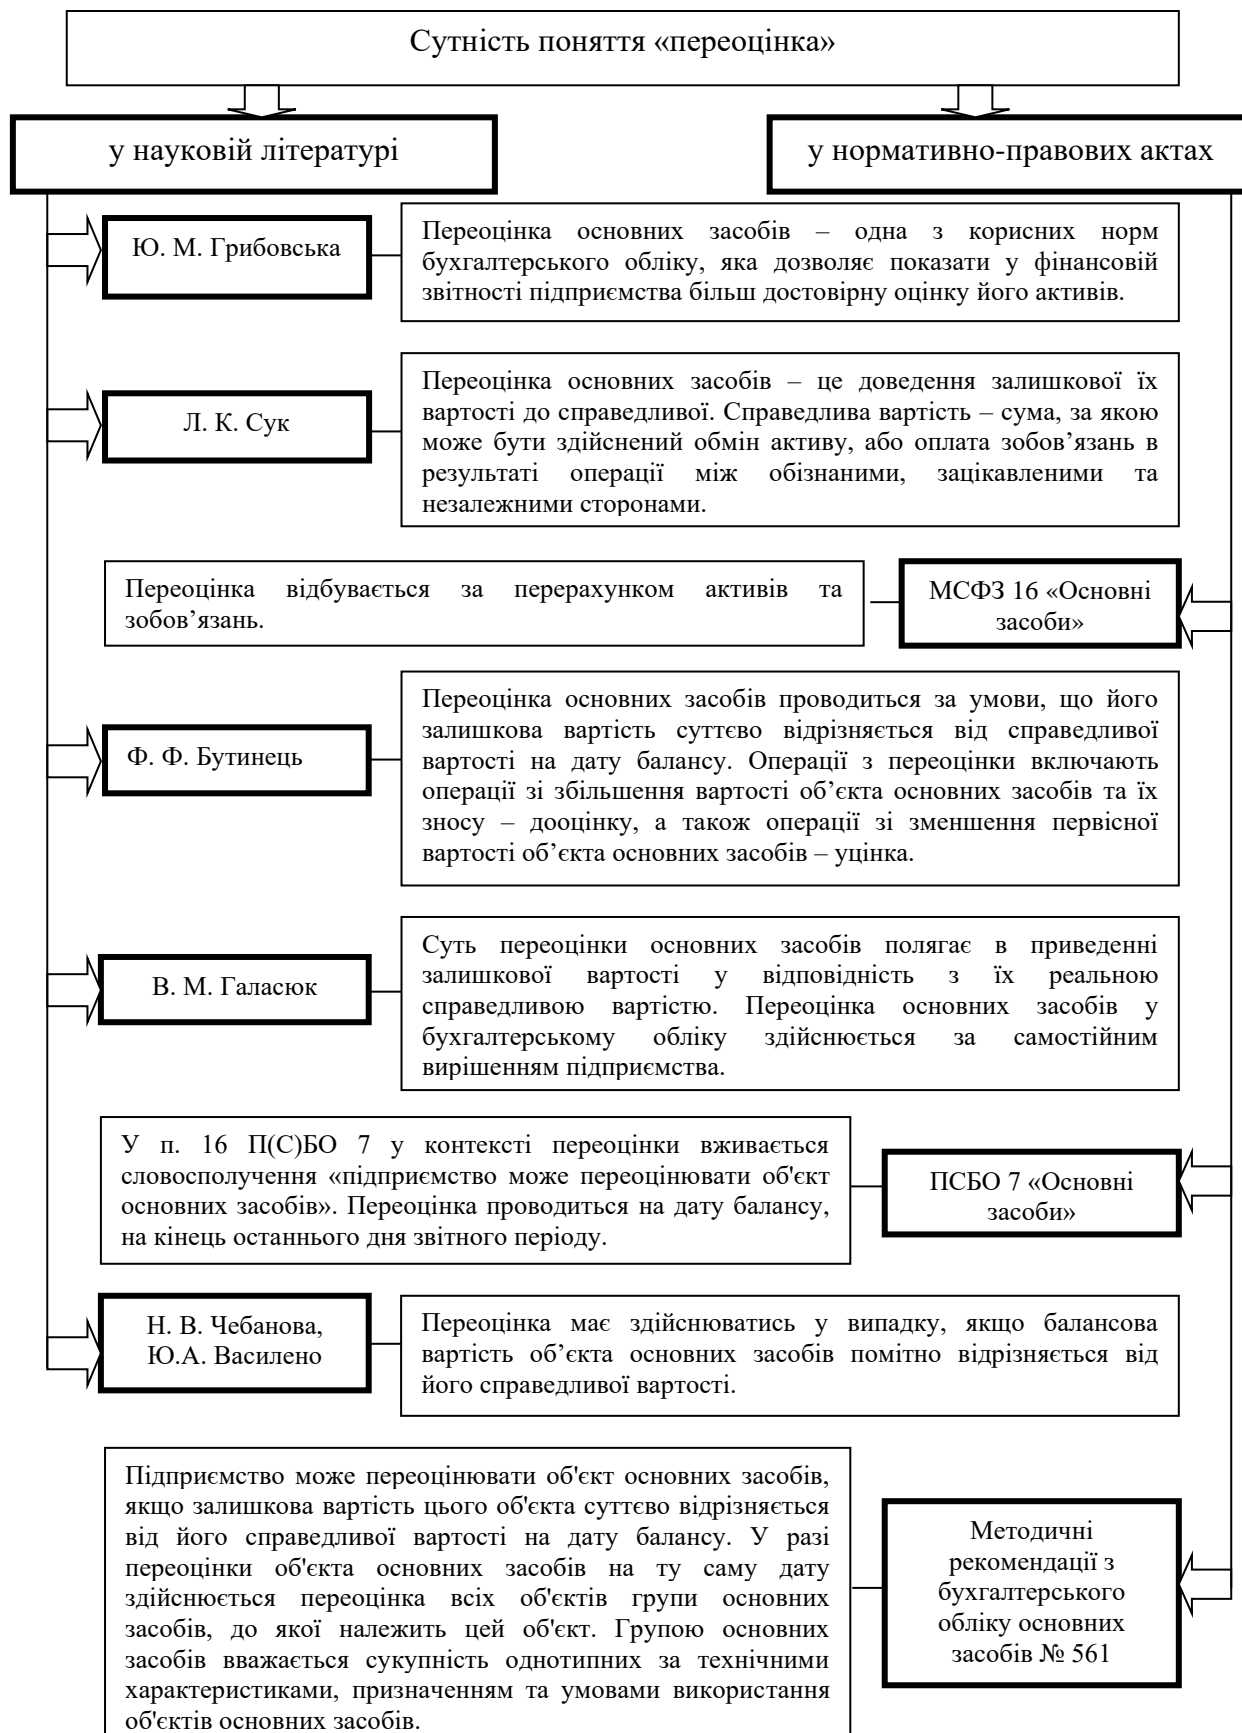 Сутність поняття «переоцінка»
у науковій літературі
у нормативно-правових актах
Ю. М. Грибовська
Переоцінка основних засобів – одна з корисних норм
бухгалтерського обліку, яка дозволяє показати у фінансовій
звітності підприємства більш достовірну оцінку його активів.
Л. К. Сук
Переоцінка основних засобів – це доведення залишкової їх
вартості до справедливої. Справедлива вартість – сума, за якою
може бути здійснений обмін активу, або оплата зобов’язань в
результаті операції між обізнаними, зацікавленими та
незалежними сторонами.
Переоцінка відбувається за перерахунком активів та
зобов’язань.
МСФЗ 16 «Основні
засоби»
Ф. Ф. Бутинець
Переоцінка основних засобів проводиться за умови, що його
залишкова вартість суттєво відрізняється від справедливої
вартості на дату балансу. Операції з переоцінки включають
операції зі збільшення вартості об’єкта основних засобів та їх
зносу – дооцінку, а також операції зі зменшення первісної
вартості об’єкта основних засобів – уцінка.
В. М. Галасюк
Суть переоцінки основних засобів полягає в приведенні
залишкової вартості у відповідність з їх реальною
справедливою вартістю. Переоцінка основних засобів у
бухгалтерському обліку здійснюється за самостійним
вирішенням підприємства.
У п. 16 П(С)БО 7 у контексті переоцінки вживається
словосполучення «підприємство може переоцінювати об'єкт
основних засобів». Переоцінка проводиться на дату балансу,
на кінець останнього дня звітного періоду.
ПСБО 7 «Основні
засоби»
Н. В. Чебанова,
Ю.А. Василено
Переоцінка має здійснюватись у випадку, якщо балансова
вартість об’єкта основних засобів помітно відрізняється від
його справедливої вартості.
Підприємство може переоцінювати об'єкт основних засобів,
якщо залишкова вартість цього об'єкта суттєво відрізняється
від його справедливої вартості на дату балансу. У разі
переоцінки об'єкта основних засобів на ту саму дату
здійснюється переоцінка всіх об'єктів групи основних
засобів, до якої належить цей об'єкт. Групою основних
засобів вважається сукупність однотипних за технічними
характеристиками, призначенням та умовами використання
об'єктів основних засобів.
Методичні
рекомендації з
бухгалтерського
обліку основних
засобів № 561